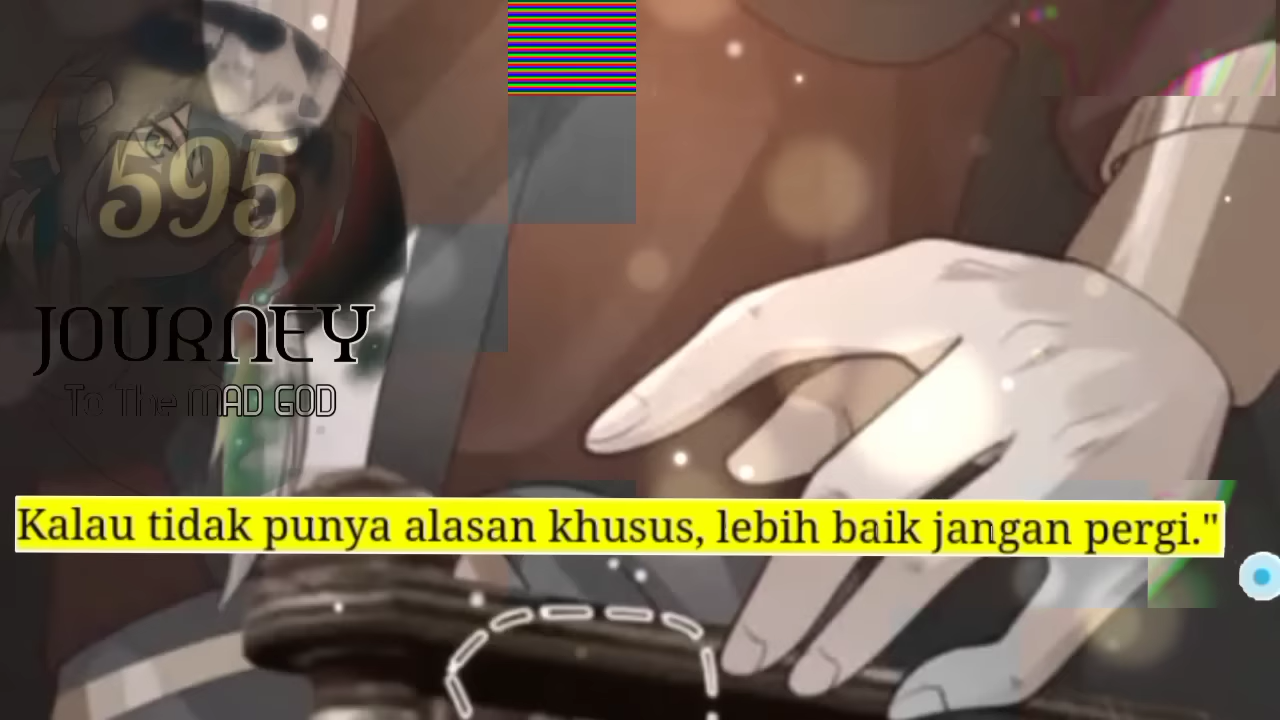 595
JOURNEY
To The MAD GOD
Kalau tidak punya alasan khusus, lebih baik jangan pergi."